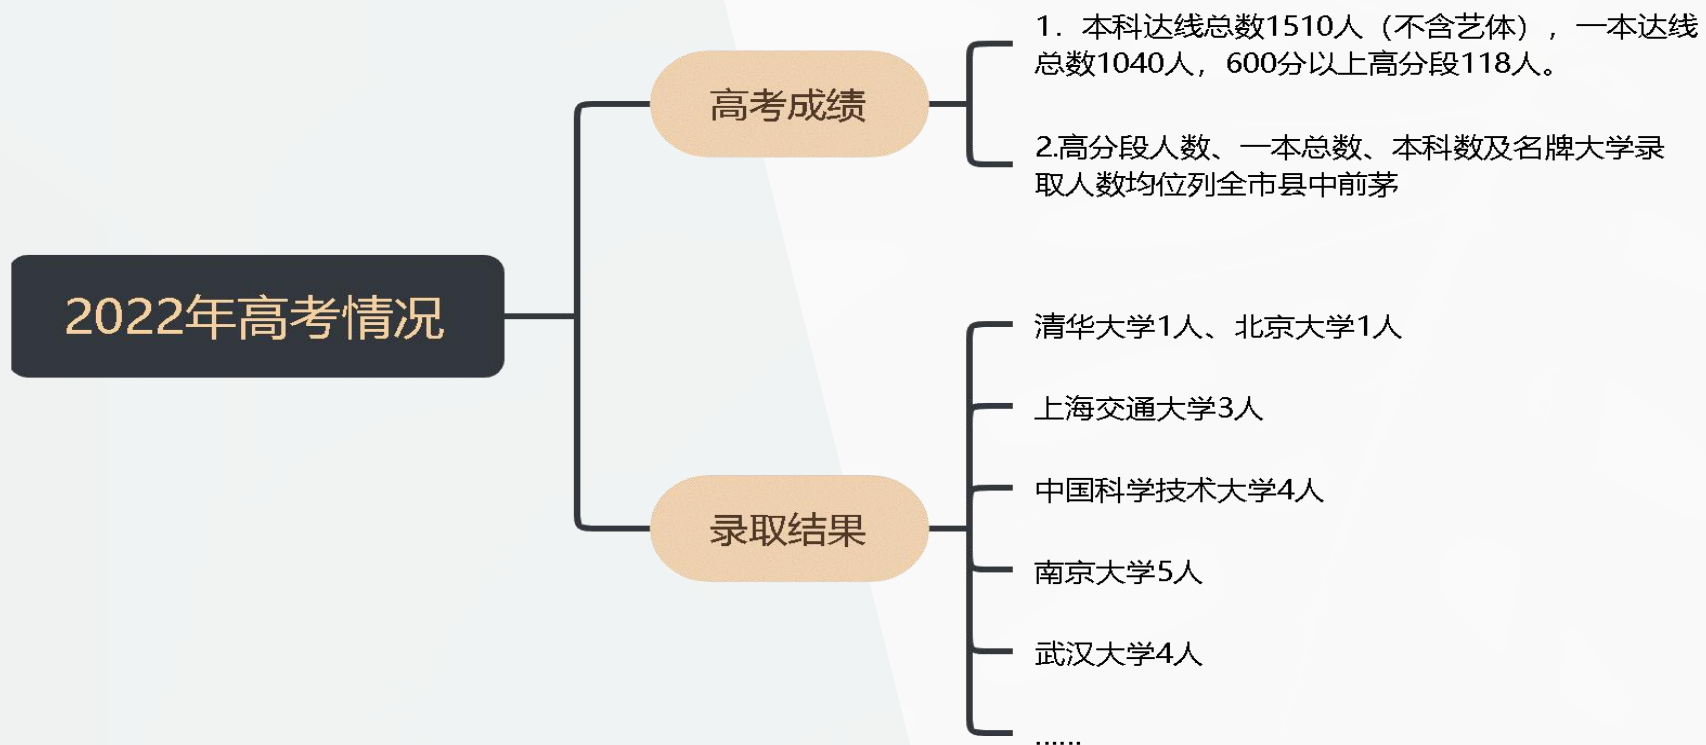 2022年高考情况
高考成绩
1. 本科达线总数1510人（不含艺体），一本达线
总数1040人，600分以上高分段118人。
2.高分段人数、一本总数、本科数及名牌大学录
取人数均位列全市县中前茅
录取结果
清华大学1人、北京大学1人
上海交通大学3人
中国科学技术大学4人
南京大学5人
武汉大学4人
......